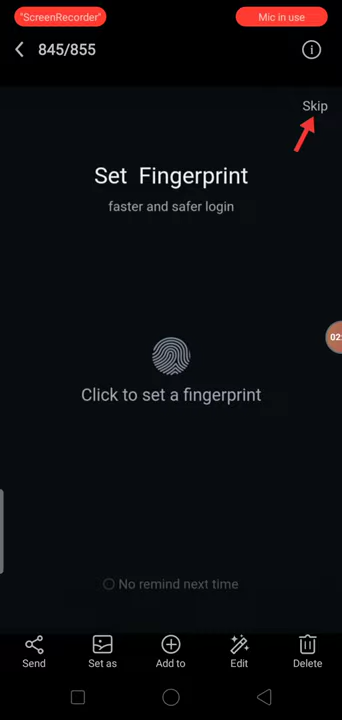 "ScreenRecorder"
Mic in use
845/855
Skip
Set Fingerprint
faster and safer login
Click to set a fingerprint
No remind next time
Send
Set as
Add to
Edit
Delete